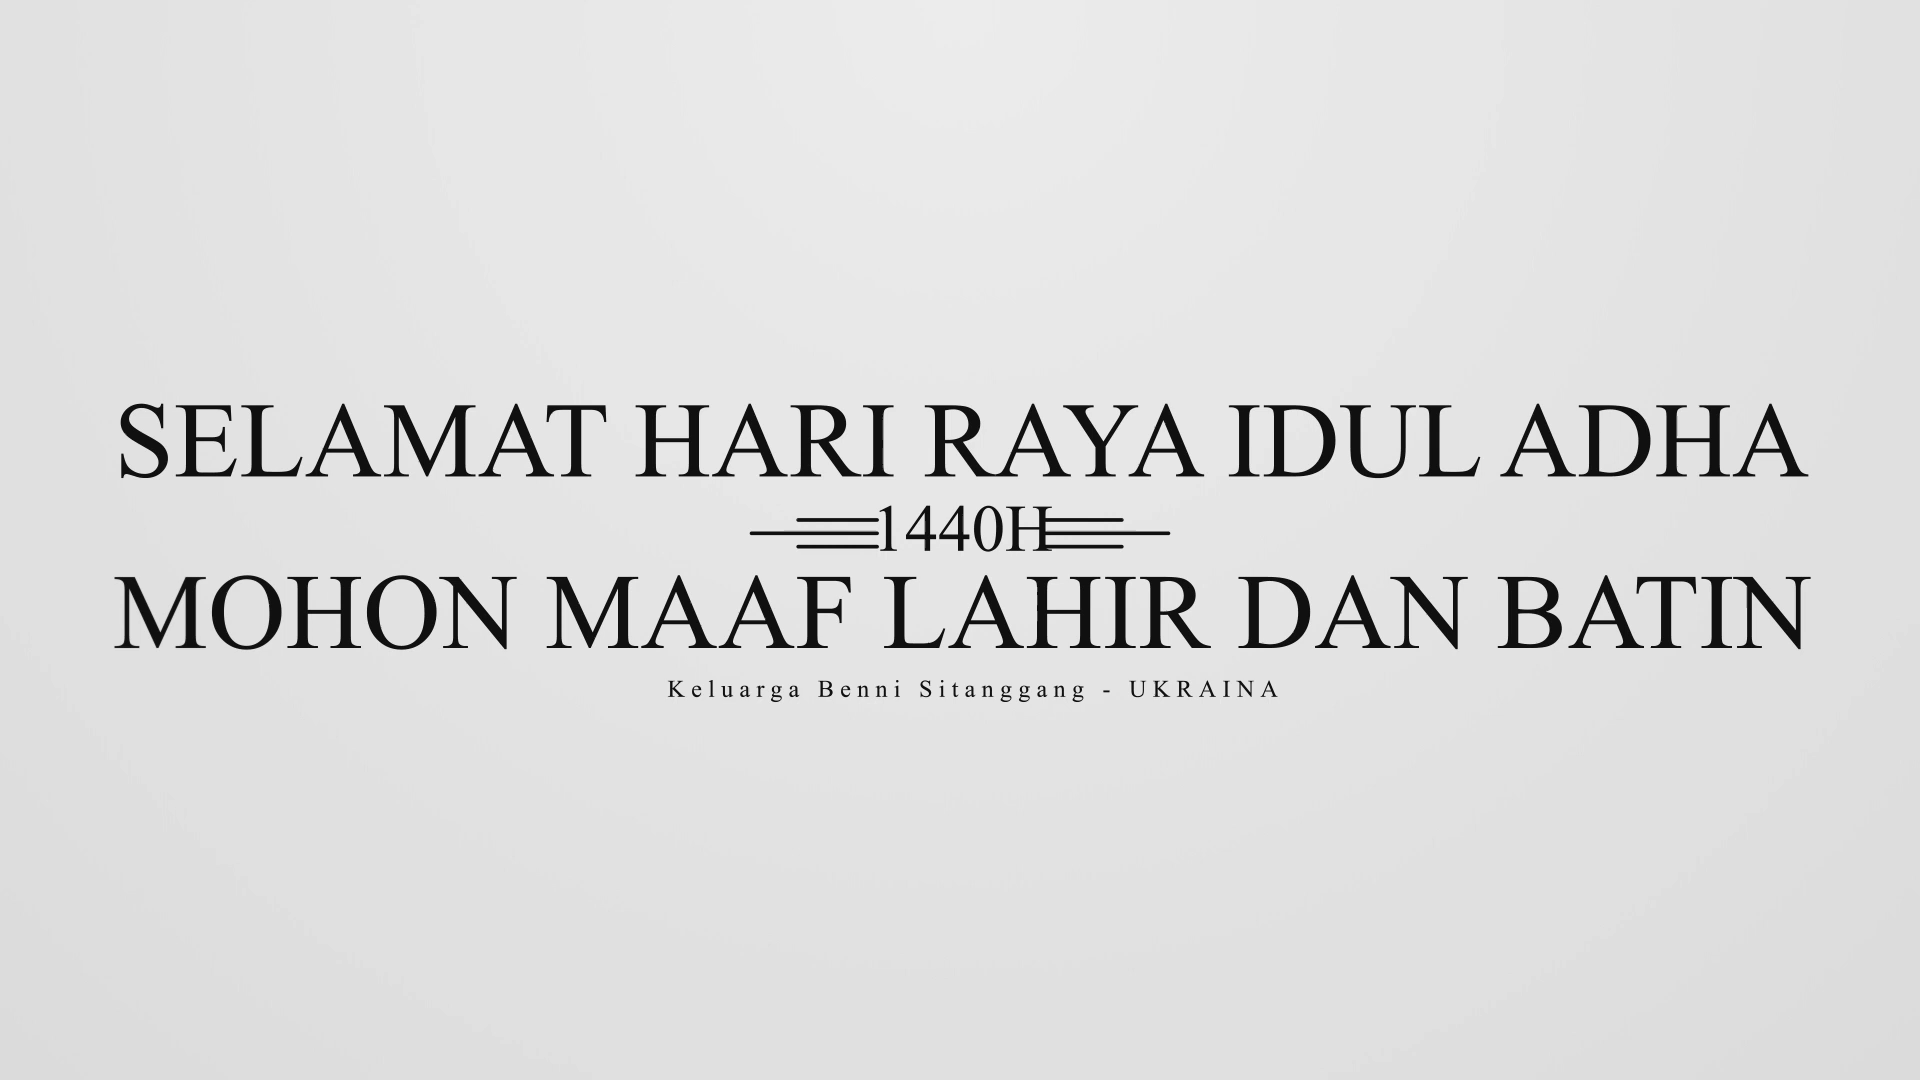 SELAMAT HARI RAYA IDUL ADHA
1440H
MOHON MAAF LAHIR DAN BATIN
Keluarga Benni Sitanggang - UKRAINA